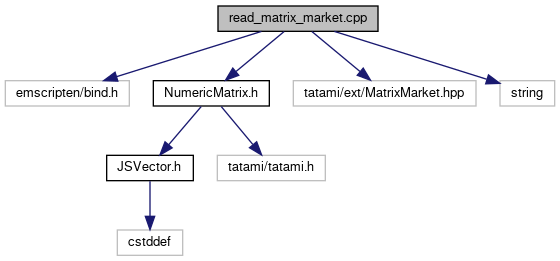 read_matrix_market.cpp
emscripten/bind.h
NumericMatrix.h
tatami/ext/MatrixMarket.hpp
string
JSVector.h
tatami/tatami.h
cstddef